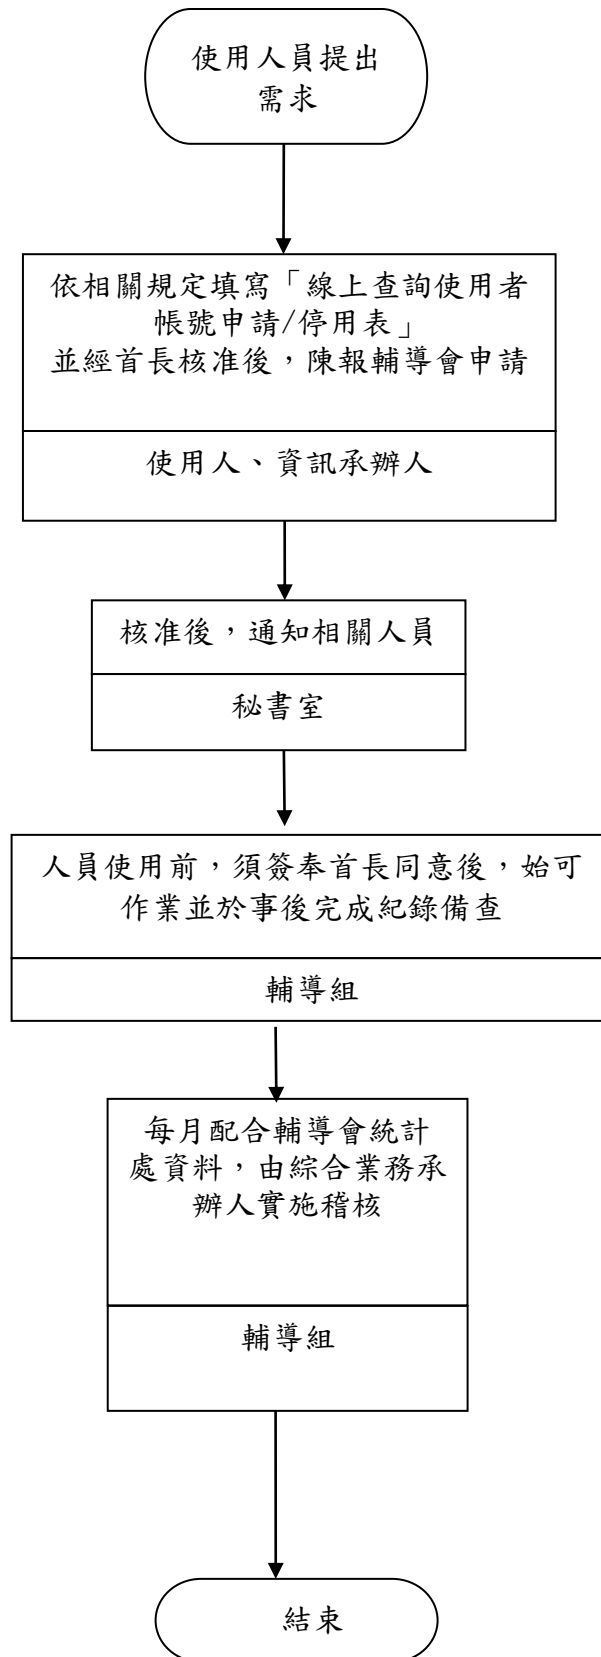 使用人員提出
需求
依相關規定填寫「線上查詢使用者
帳號申請/停用表」
並經首長核准後，陳報輔導會申請
使用人、資訊承辦人
核准後，通知相關人員
秘書室
人員使用前，須簽奉首長同意後，始可
作業並於事後完成紀錄備查
輔導組
每月配合輔導會統計
處資料，由綜合業務承
辦人實施稽核
輔導組
結束